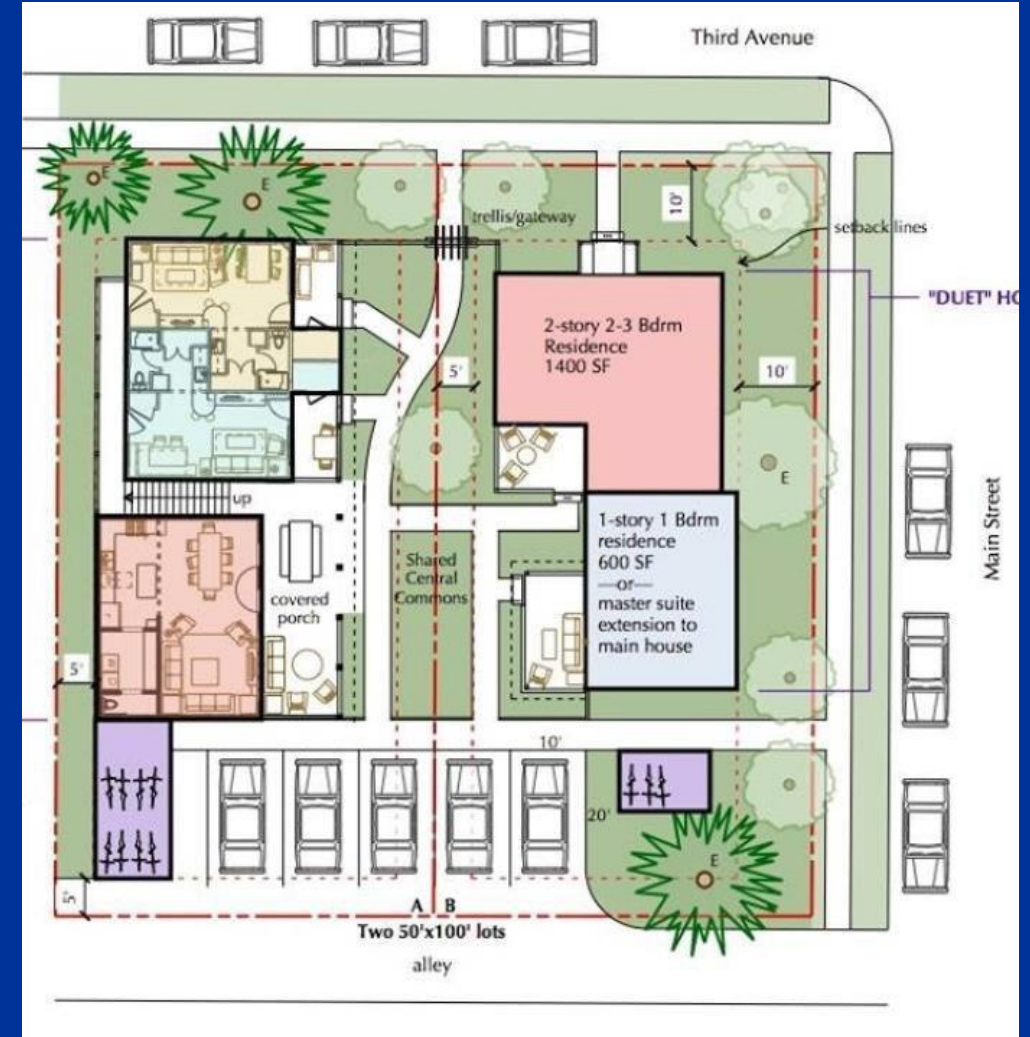 Third Avenue
E
E
trellis/gateway
10'
setback lines
"DUET" HO
2-story 2-3 Bdrm
Residence
1400 SF
5'
10'
E
up
1-story 1 Bdrm
residence
600 SF
—or—
master suite
extension to
main house
Shared
Central
Commons
covered
porch
Main Street
5'
10'
20'
E
5'
A B
Two 50'x100' lots
alley